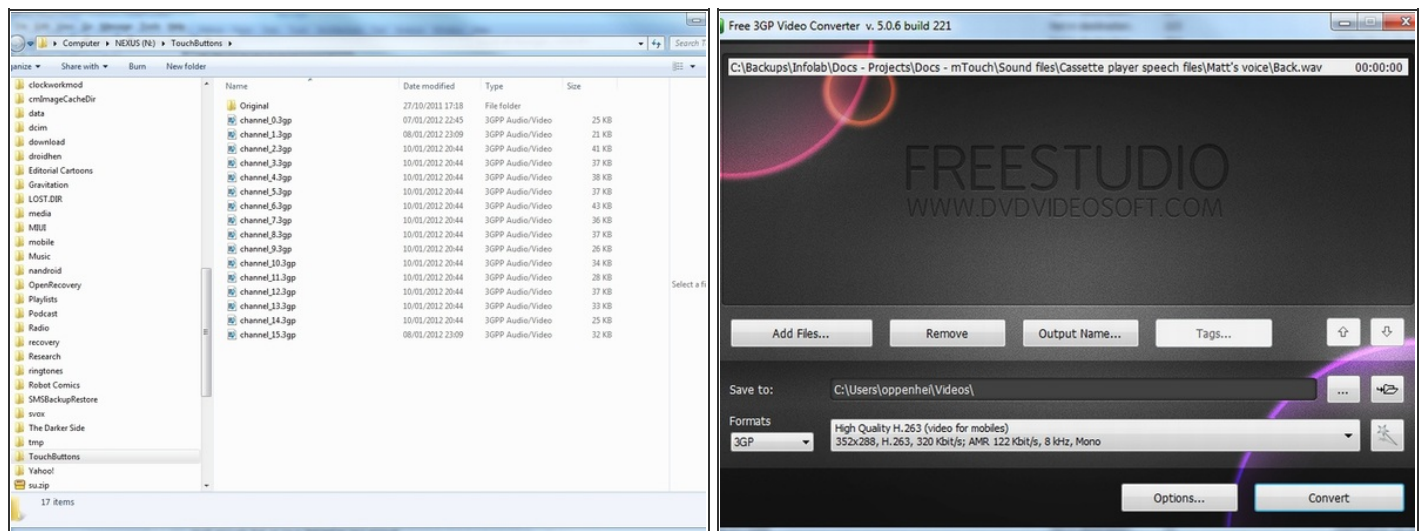 Computer ▸ NEXUS (N:) ▸ TouchButtons ▸
Search T
ganize ▾ Share with ▾ Burn New folder
clockworkmod
cmImageCacheDir
data
dcim
download
droidhen
Editorial Cartoons
Gravitation
LOST.DIR
media
MIUI
mobile
Music
nandroid
OpenRecovery
Playlists
Podcast
Radio
recovery
Research
ringtones
Robot Comics
SMSBackupRestore
svox
The Darker Side
tmp
TouchButtons
Yahoo!
su.zip
17 items
Name Date modified Type Size
Original 27/10/2011 17:18 File folder
channel_0.3gp 07/01/2012 22:45 3GPP Audio/Video 25 KB
channel_1.3gp 08/01/2012 23:09 3GPP Audio/Video 21 KB
channel_2.3gp 10/01/2012 20:44 3GPP Audio/Video 41 KB
channel_3.3gp 10/01/2012 20:44 3GPP Audio/Video 37 KB
channel_4.3gp 10/01/2012 20:44 3GPP Audio/Video 38 KB
channel_5.3gp 10/01/2012 20:44 3GPP Audio/Video 37 KB
channel_6.3gp 10/01/2012 20:44 3GPP Audio/Video 43 KB
channel_7.3gp 10/01/2012 20:44 3GPP Audio/Video 36 KB
channel_8.3gp 10/01/2012 20:44 3GPP Audio/Video 37 KB
channel_9.3gp 10/01/2012 20:44 3GPP Audio/Video 26 KB
channel_10.3gp 10/01/2012 20:44 3GPP Audio/Video 34 KB
channel_11.3gp 10/01/2012 20:44 3GPP Audio/Video 28 KB
channel_12.3gp 10/01/2012 20:44 3GPP Audio/Video 37 KB
channel_13.3gp 10/01/2012 20:44 3GPP Audio/Video 33 KB
channel_14.3gp 10/01/2012 20:44 3GPP Audio/Video 25 KB
channel_15.3gp 08/01/2012 23:09 3GPP Audio/Video 32 KB
Select a fi
Free 3GP Video Converter v. 5.0.6 build 221
C:\Backups\Infolab\Docs - Projects\Docs - mTouch\Sound files\Cassette player speech files\Matt's voice\Back.wav 00:00:00
FREESTUDIO
WWW.DVDVIDEOSOFT.COM
Add Files... Remove Output Name... Tags...
Save to: C:\Users\oppenhei\Videos\ ...
Formats
3GP
High Quality H.263 (video for mobiles)
352x288, H.263, 320 Kbit/s; AMR 122 Kbit/s, 8 kHz, Mono
Options... Convert